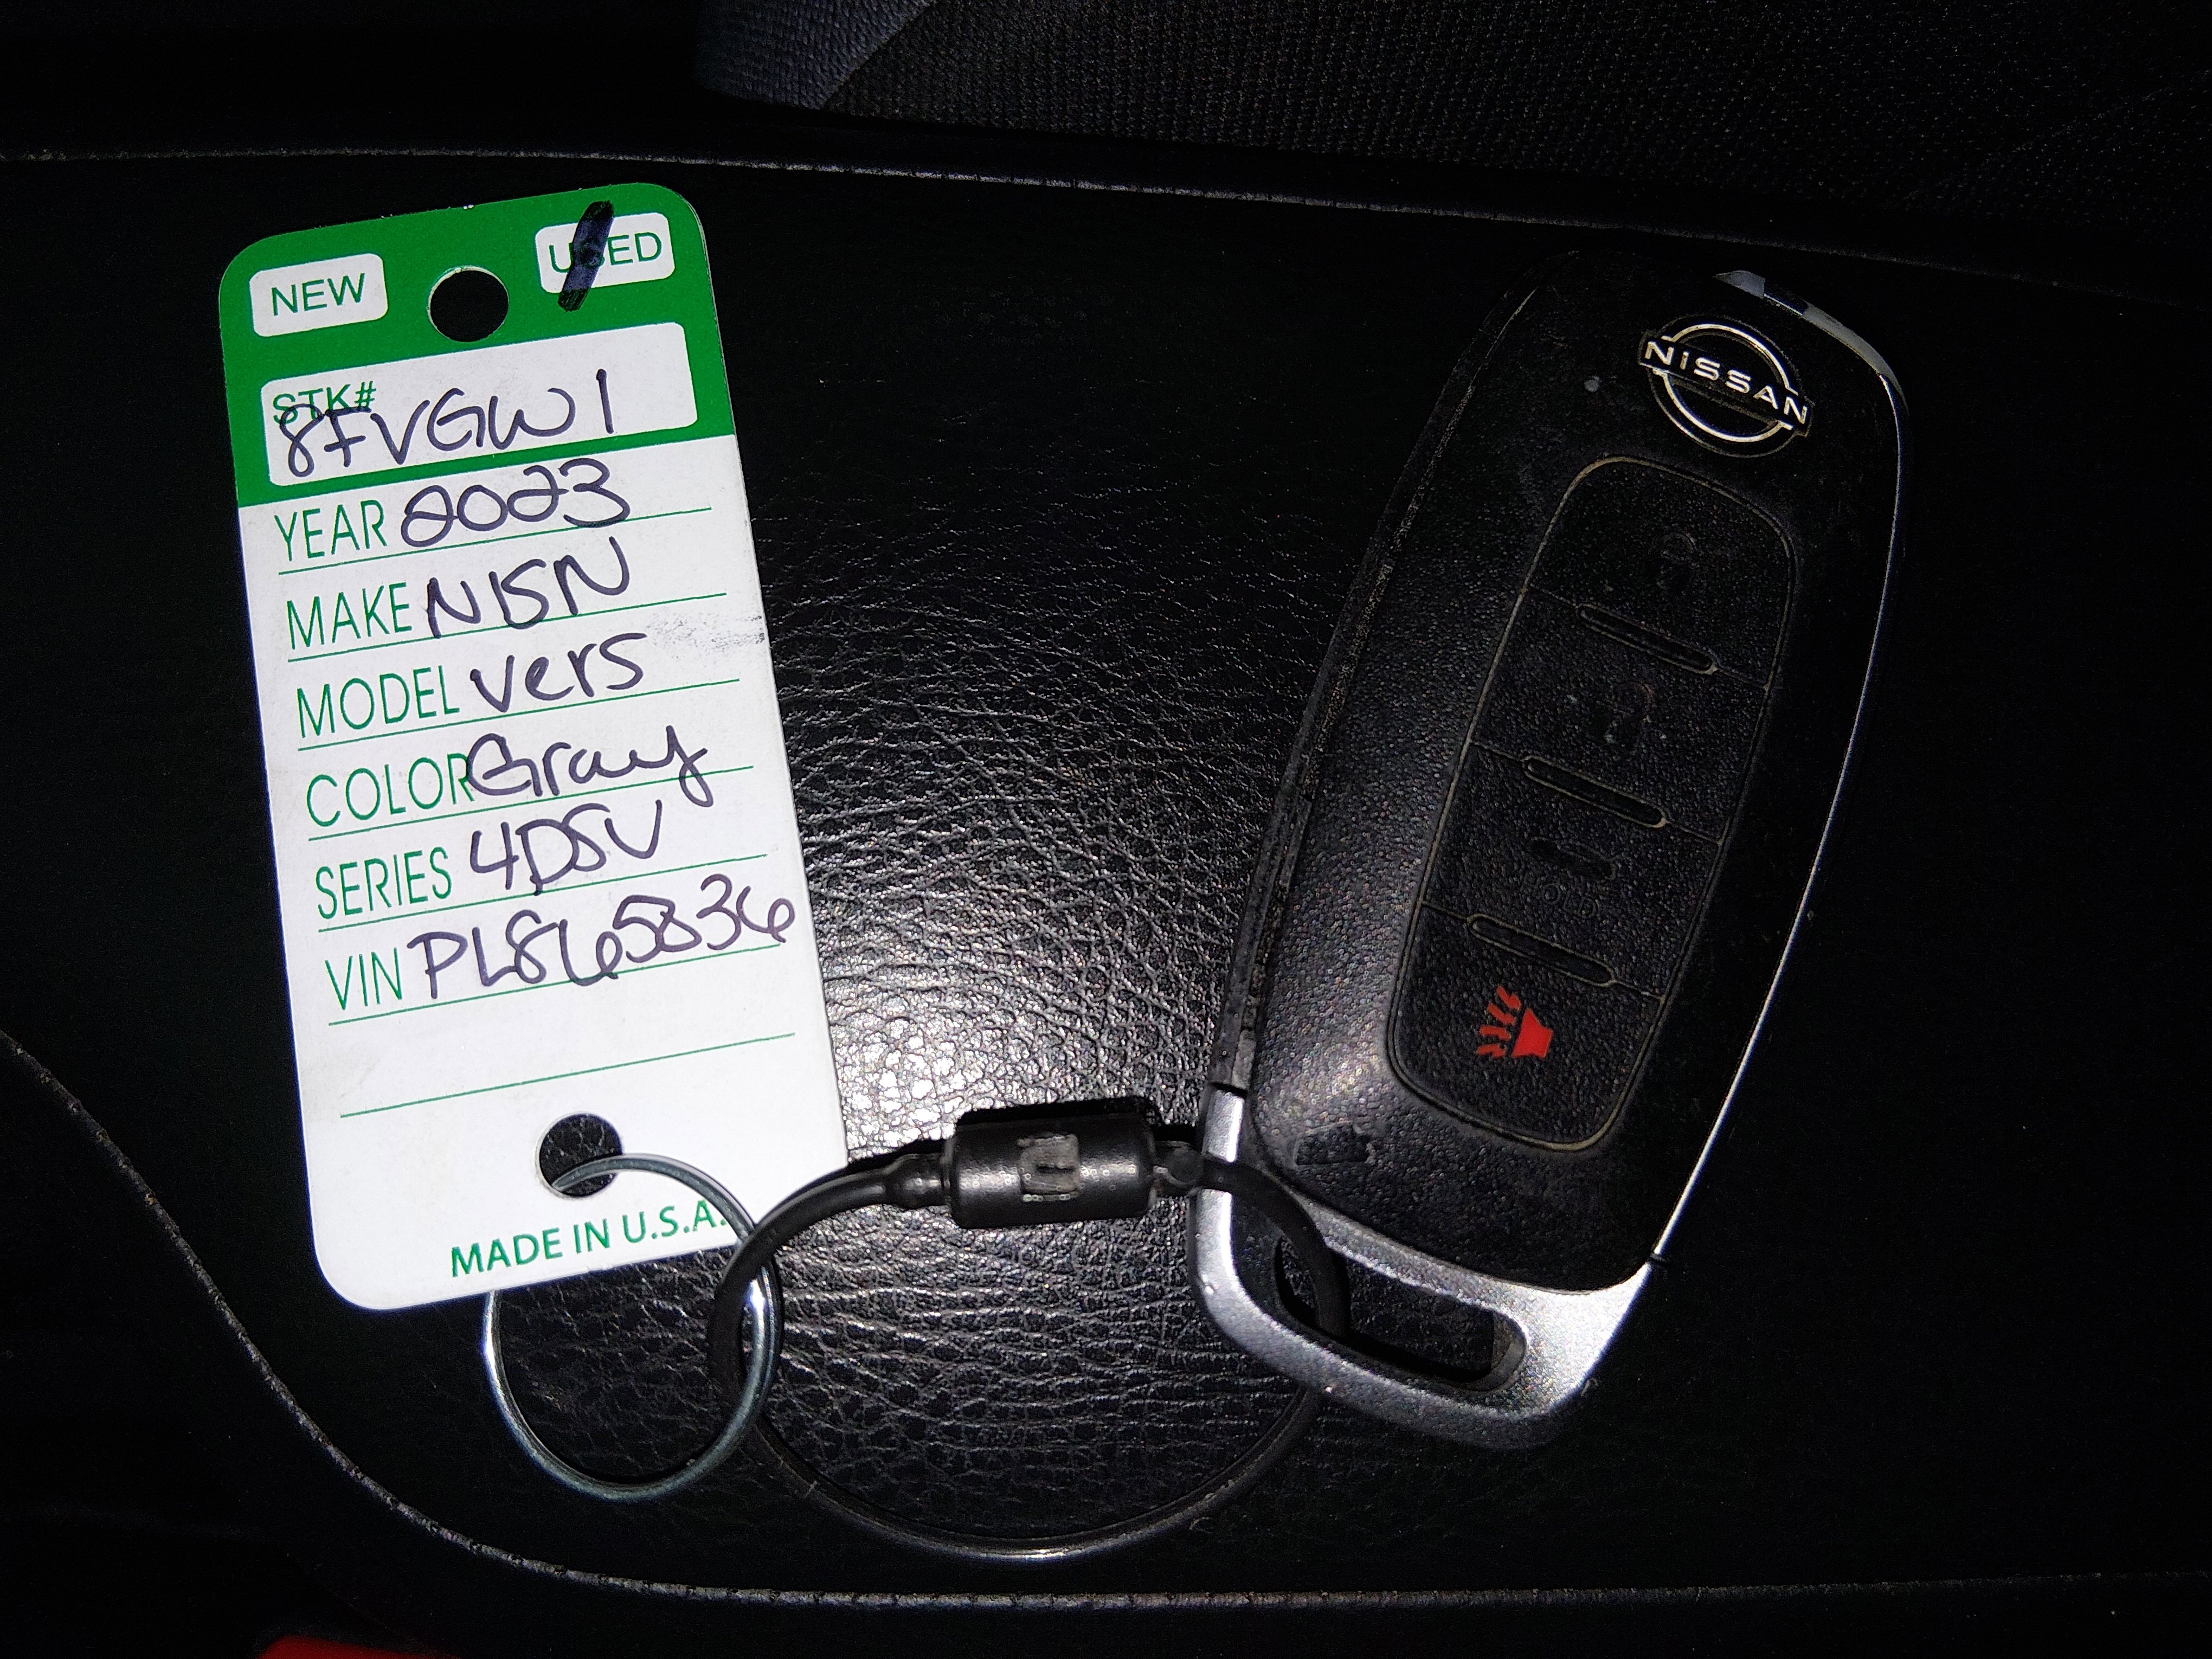 NEW
USED
STK#
8FVGW1
YEAR 2023
MAKE NISN
MODEL vers
COLOR Gray
SERIES 4DSV
VIN PL865836
MADE IN U.S.A.
NISSAN
HOLD